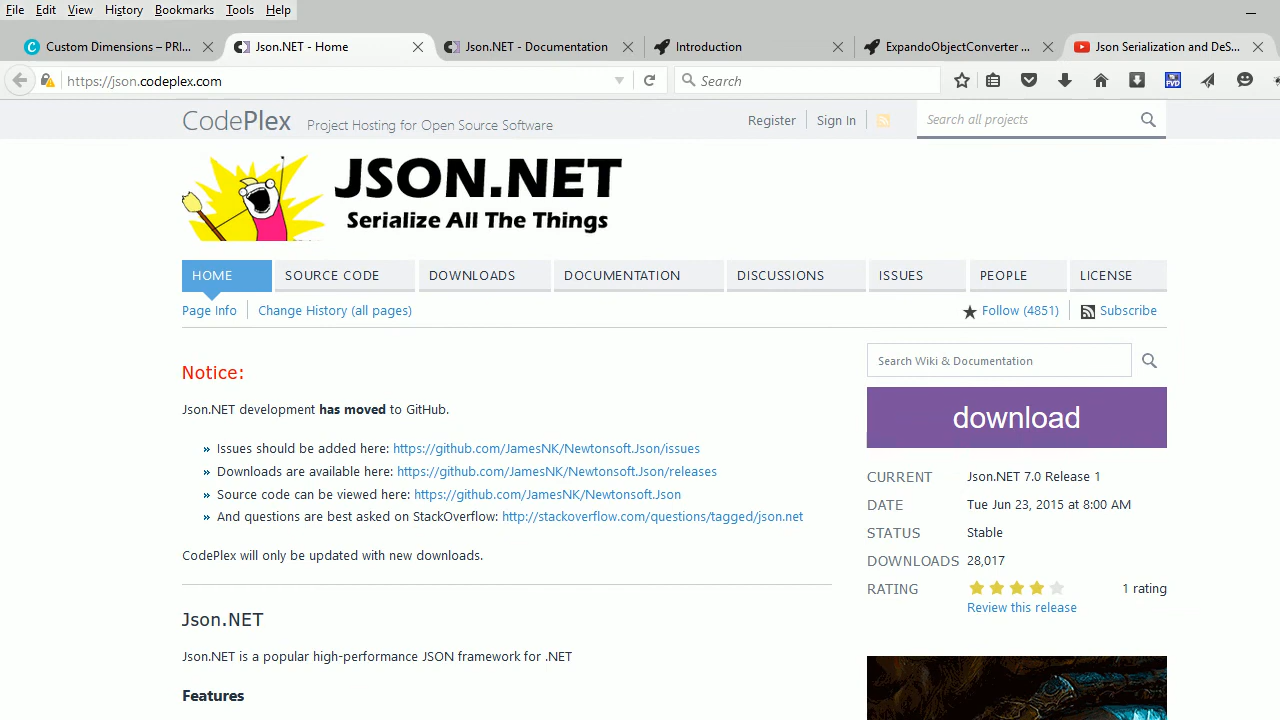 File Edit View History Bookmarks Tools Help
Custom Dimensions – PRI...
Json.NET - Home
Json.NET - Documentation
Introduction
ExpandoObjectConverter ...
Json Serialization and DeS...
https://json.codeplex.com
Search
CodePlex Project Hosting for Open Source Software
Register Sign In
Search all projects
JSON.NET
Serialize All The Things
HOME SOURCE CODE DOWNLOADS DOCUMENTATION DISCUSSIONS ISSUES PEOPLE LICENSE
Page Info Change History (all pages)
Follow (4851) Subscribe
Notice:
Json.NET development has moved to GitHub.
» Issues should be added here: https://github.com/JamesNK/Newtonsoft.Json/issues
» Downloads are available here: https://github.com/JamesNK/Newtonsoft.Json/releases
» Source code can be viewed here: https://github.com/JamesNK/Newtonsoft.Json
» And questions are best asked on StackOverflow: http://stackoverflow.com/questions/tagged/json.net
CodePlex will only be updated with new downloads.
Json.NET
Json.NET is a popular high-performance JSON framework for .NET
Features
Search Wiki & Documentation
download
CURRENT Json.NET 7.0 Release 1
DATE Tue Jun 23, 2015 at 8:00 AM
STATUS Stable
DOWNLOADS 28,017
RATING 1 rating
Review this release